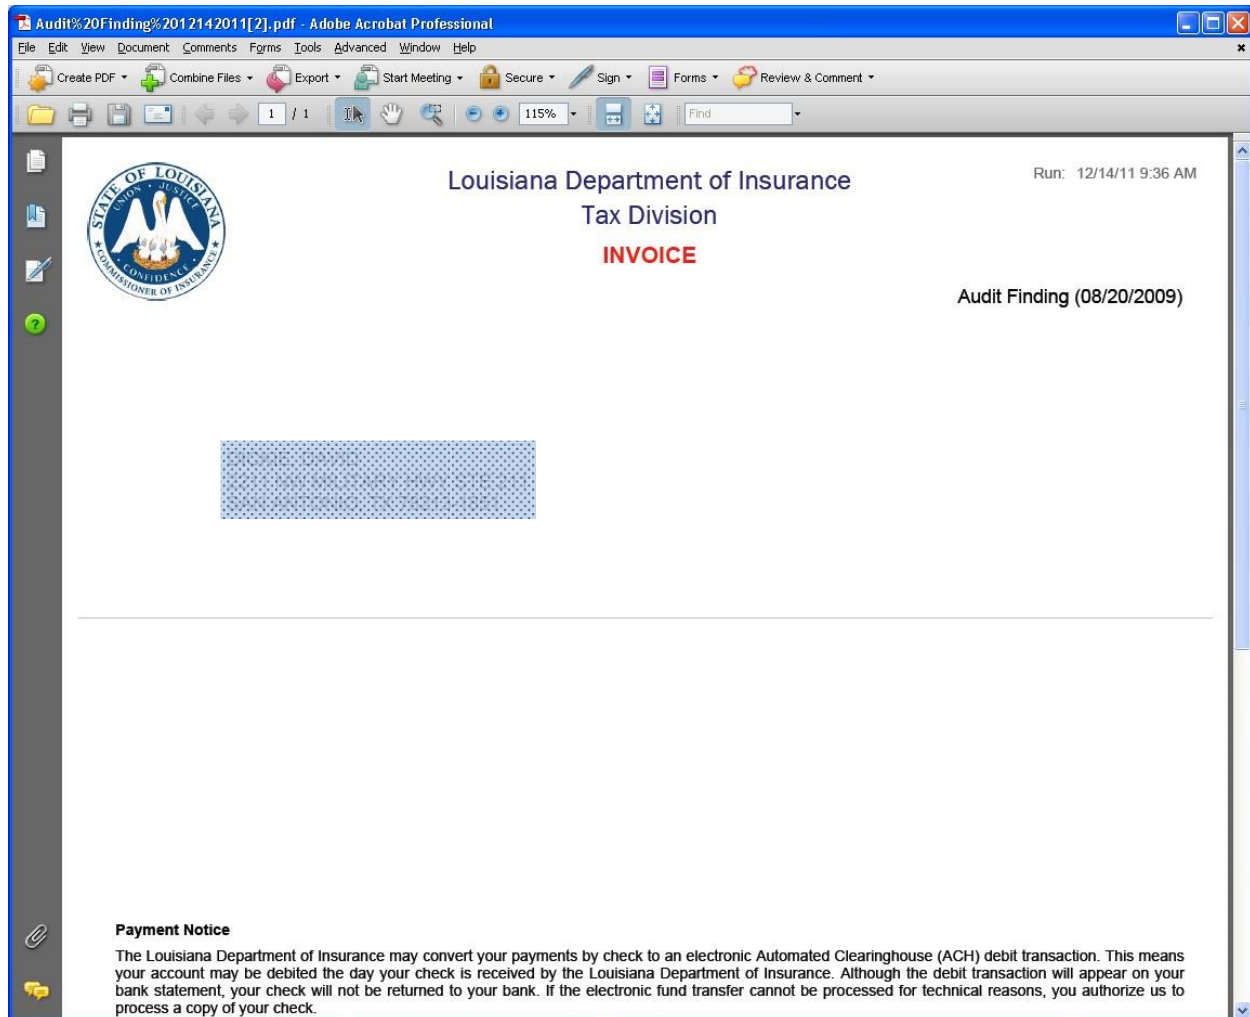 Audit%20Finding%2012142011[2].pdf - Adobe Acrobat Professional
File Edit View Document Comments Forms Tools Advanced Window Help
Create PDF Combine Files Export Start Meeting Secure Sign Forms Review & Comment
1 / 1 115% Find
STATE OF LOUISIANA
UNION JUSTICE
CONFIDENCE
COMMISSIONER OF INSURANCE
Louisiana Department of Insurance
Run: 12/14/11 9:36 AM
Tax Division
INVOICE
Audit Finding (08/20/2009)
Payment Notice
The Louisiana Department of Insurance may convert your payments by check to an electronic Automated Clearinghouse (ACH) debit transaction. This means
your account may be debited the day your check is received by the Louisiana Department of Insurance. Although the debit transaction will appear on your
bank statement, your check will not be returned to your bank. If the electronic fund transfer cannot be processed for technical reasons, you authorize us to
process a copy of your check.